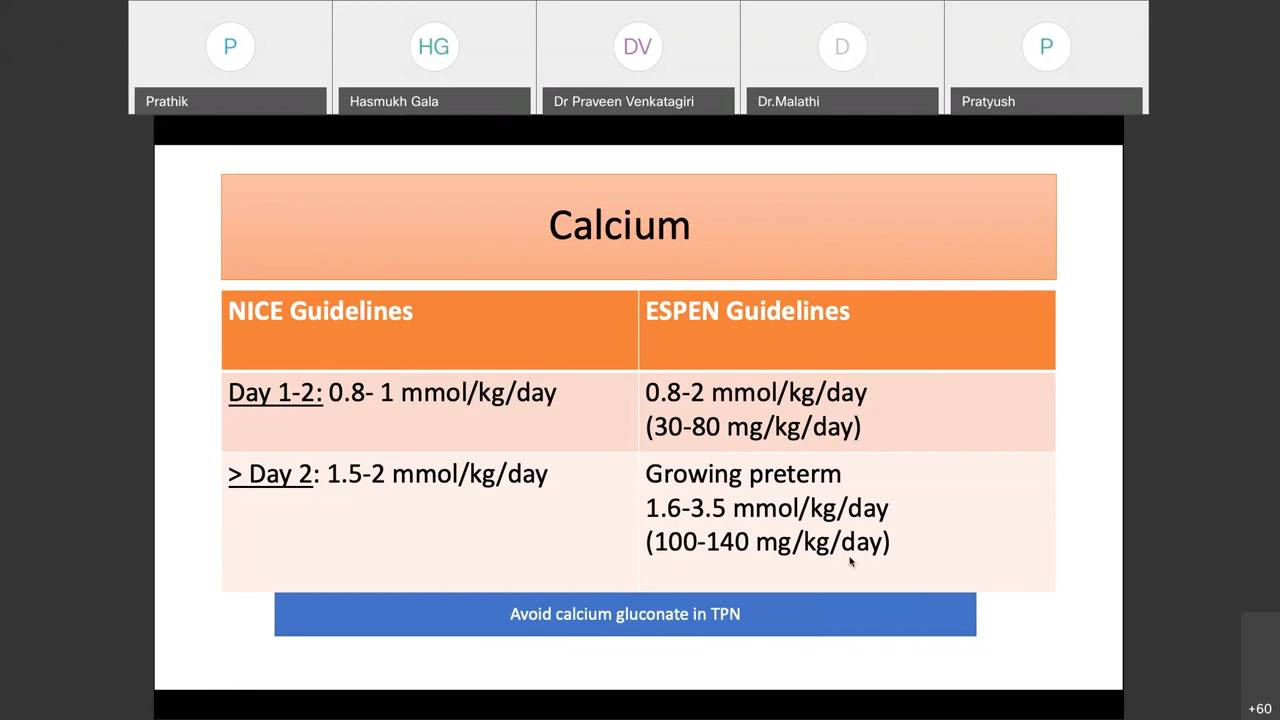 P
HG
DV
D
P
Prathik
Hasmukh Gala
Dr Praveen Venkatagiri
Dr.Malathi
Pratyush
Calcium
NICE Guidelines
ESPEN Guidelines
Day 1-2: 0.8- 1 mmol/kg/day
0.8-2 mmol/kg/day
(30-80 mg/kg/day)
> Day 2: 1.5-2 mmol/kg/day
Growing preterm
1.6-3.5 mmol/kg/day
(100-140 mg/kg/day)
Avoid calcium gluconate in TPN
+60